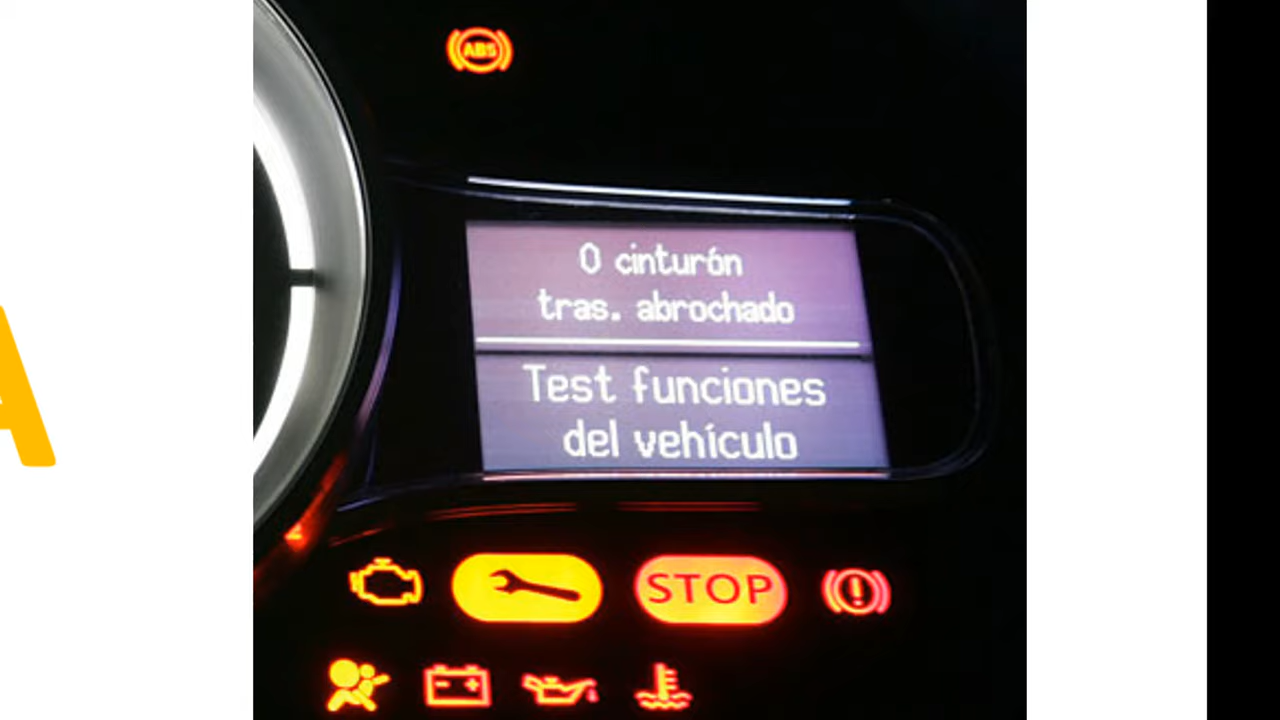 ABS
0 cinturón
tras. abrochado
Test funciones
del vehículo
STOP
A